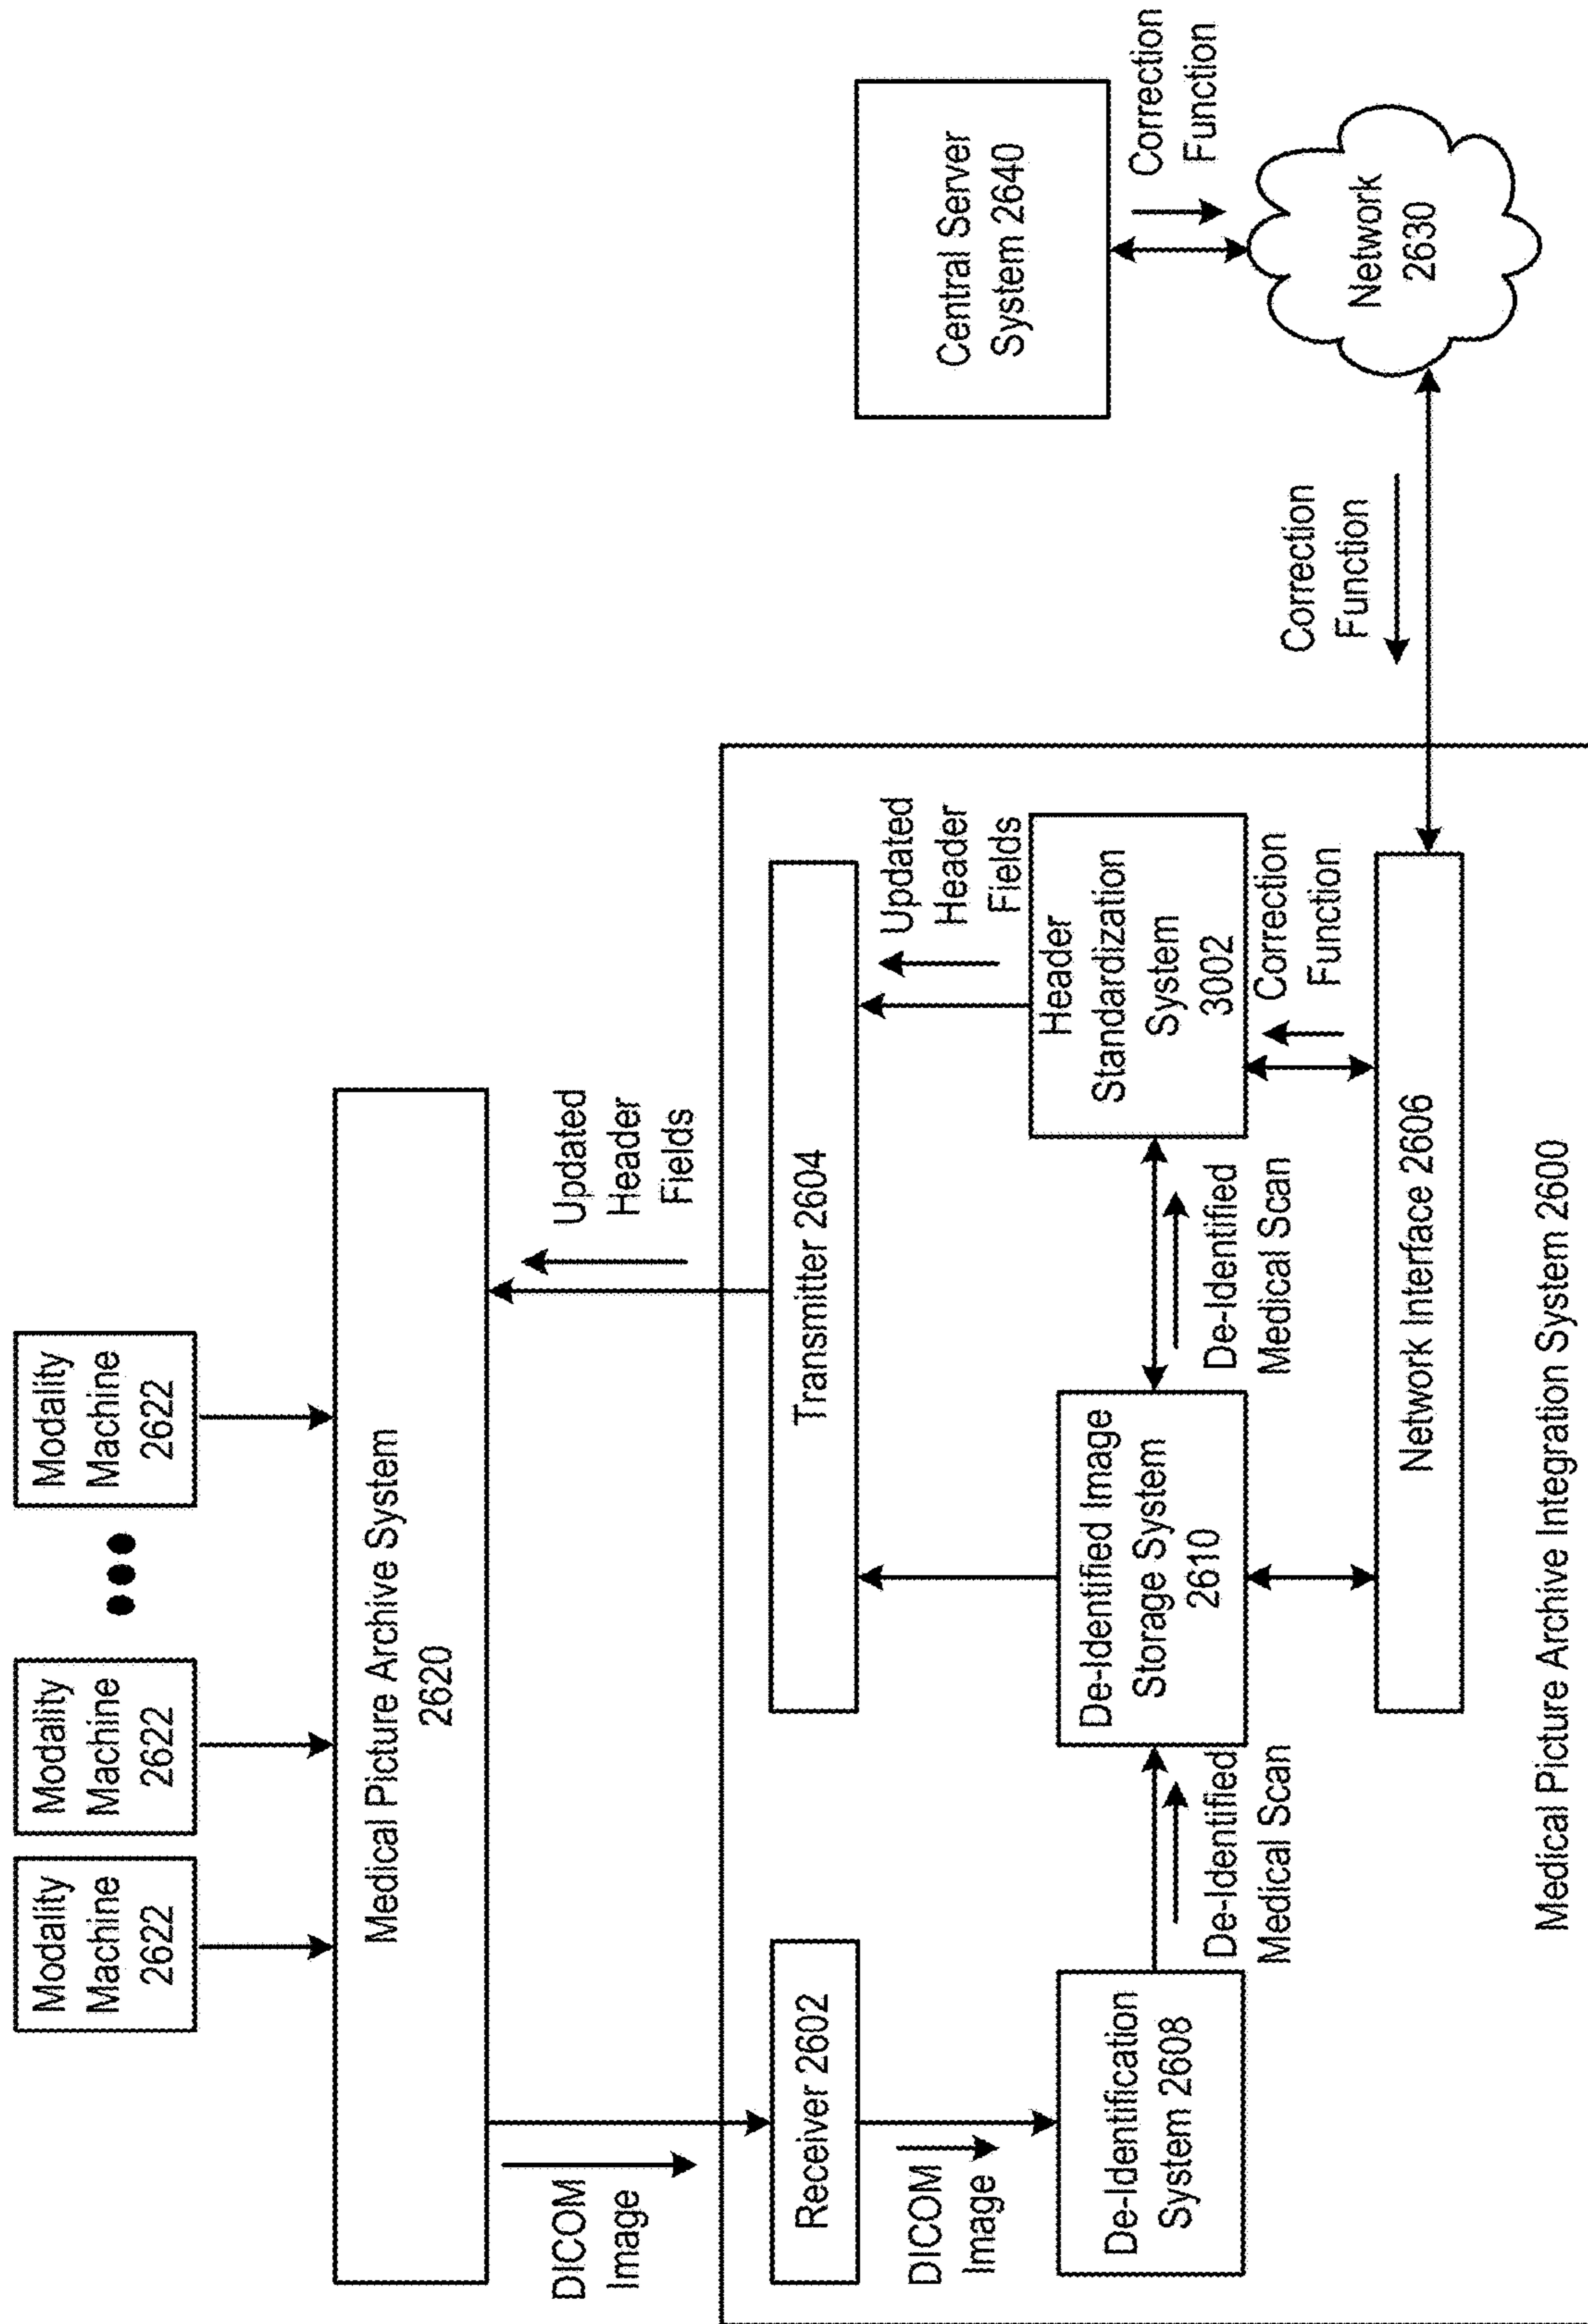 Modality
Machine
2622
Modality
Machine
2622
Modality
Machine
2622
Medical Picture Archive System
2620
DICOM
Image
Updated
Header
Fields
Receiver 2602
Transmitter 2604
DICOM
Image
Updated
Header
Fields
Central Server
System 2640
De-Identification
System 2608
De-Identified
Medical Scan
De-Identified Image
Storage System
2610
De-Identified
Medical Scan
Header
Standardization
System
3002
Correction
Function
Correction
Function
Correction
Function
Network
2630
Network Interface 2606
Medical Picture Archive Integration System 2600